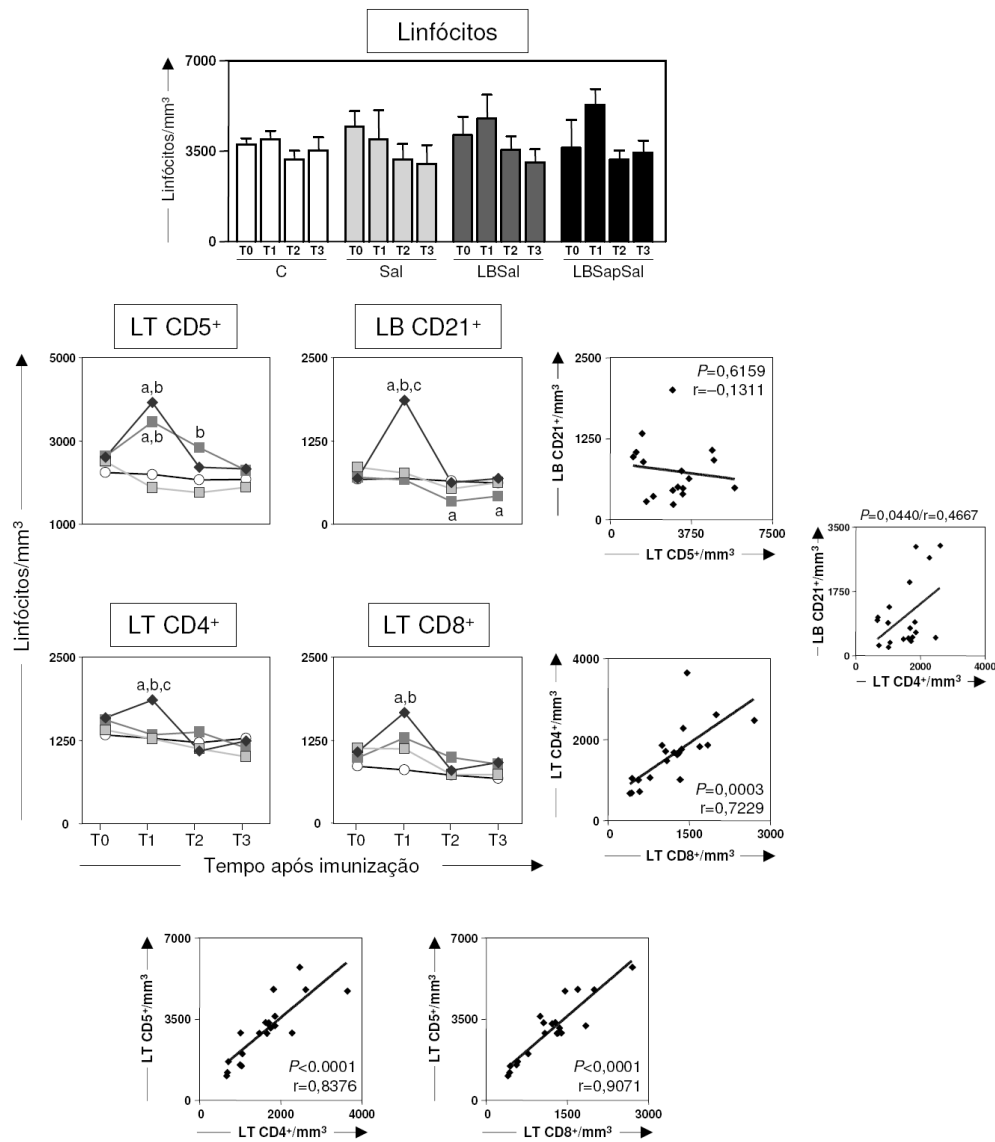 Linfócitos
Linfócitos/mm³
7000
3500
0
T0 T1 T2 T3 T0 T1 T2 T3 T0 T1 T2 T3 T0 T1 T2 T3
C Sal LBSal LBSapSal
LT CD5⁺
5000
3000
1000
a,b
a,b
b
LB CD21⁺
2500
1250
0
a,b,c
a
a
LB CD21⁺/mm³
2500
1250
0
P=0,6159
r=–0,1311
0 3750 7500
LT CD5⁺/mm³
Linfócitos/mm³
P=0,0440/r=0,4667
LB CD21⁺/mm³
3500
1750
0
0 2000 4000
LT CD4⁺/mm³
LT CD4⁺
2500
1250
0
a,b,c
T0 T1 T2 T3
LT CD8⁺
2500
1250
0
a,b
T0 T1 T2 T3
Tempo após imunização
LT CD4⁺/mm³
4000
2000
0
P=0,0003
r=0,7229
0 1500 3000
LT CD8⁺/mm³
LT CD5⁺/mm³
7000
3500
0
P<0.0001
r=0,8376
0 2000 4000
LT CD4⁺/mm³
LT CD5⁺/mm³
7000
3500
0
P<0,0001
r=0,9071
0 1500 3000
LT CD8⁺/mm³